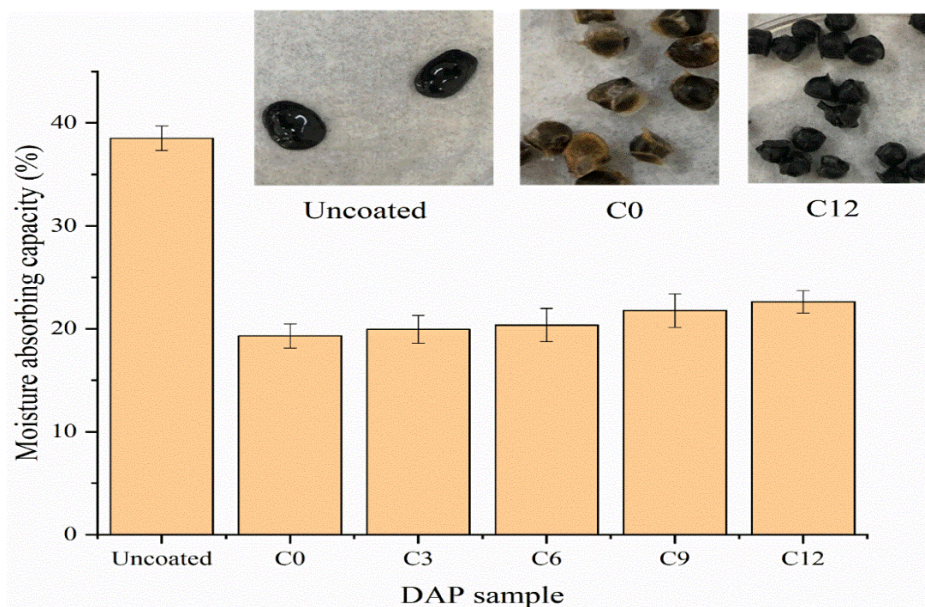 Uncoated
C0
C12
Moisture absorbing capacity (%)
40
30
20
10
0
Uncoated
C0
C3
C6
C9
C12
DAP sample